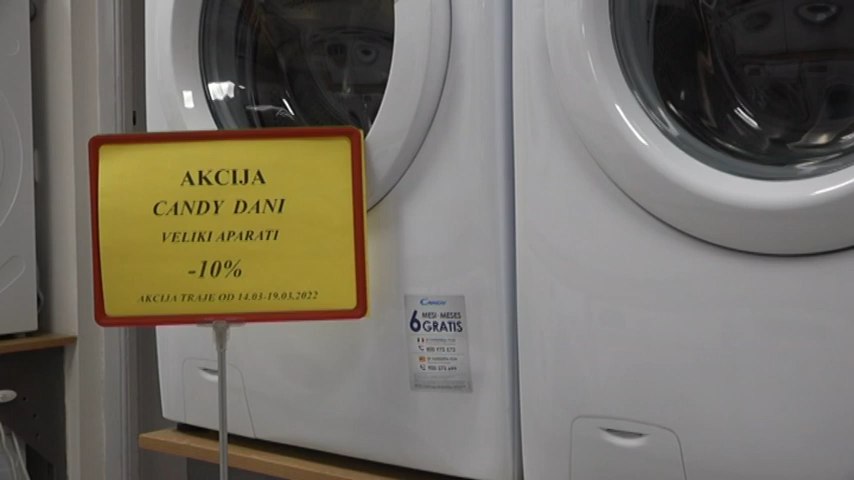 AKCIJA
CANDY DANI
VELIKI APARATI
-10%
AKCIJA TRAJE OD 14.03-19.03.2022
CANDY
6 MESI-MESES
GRATIS